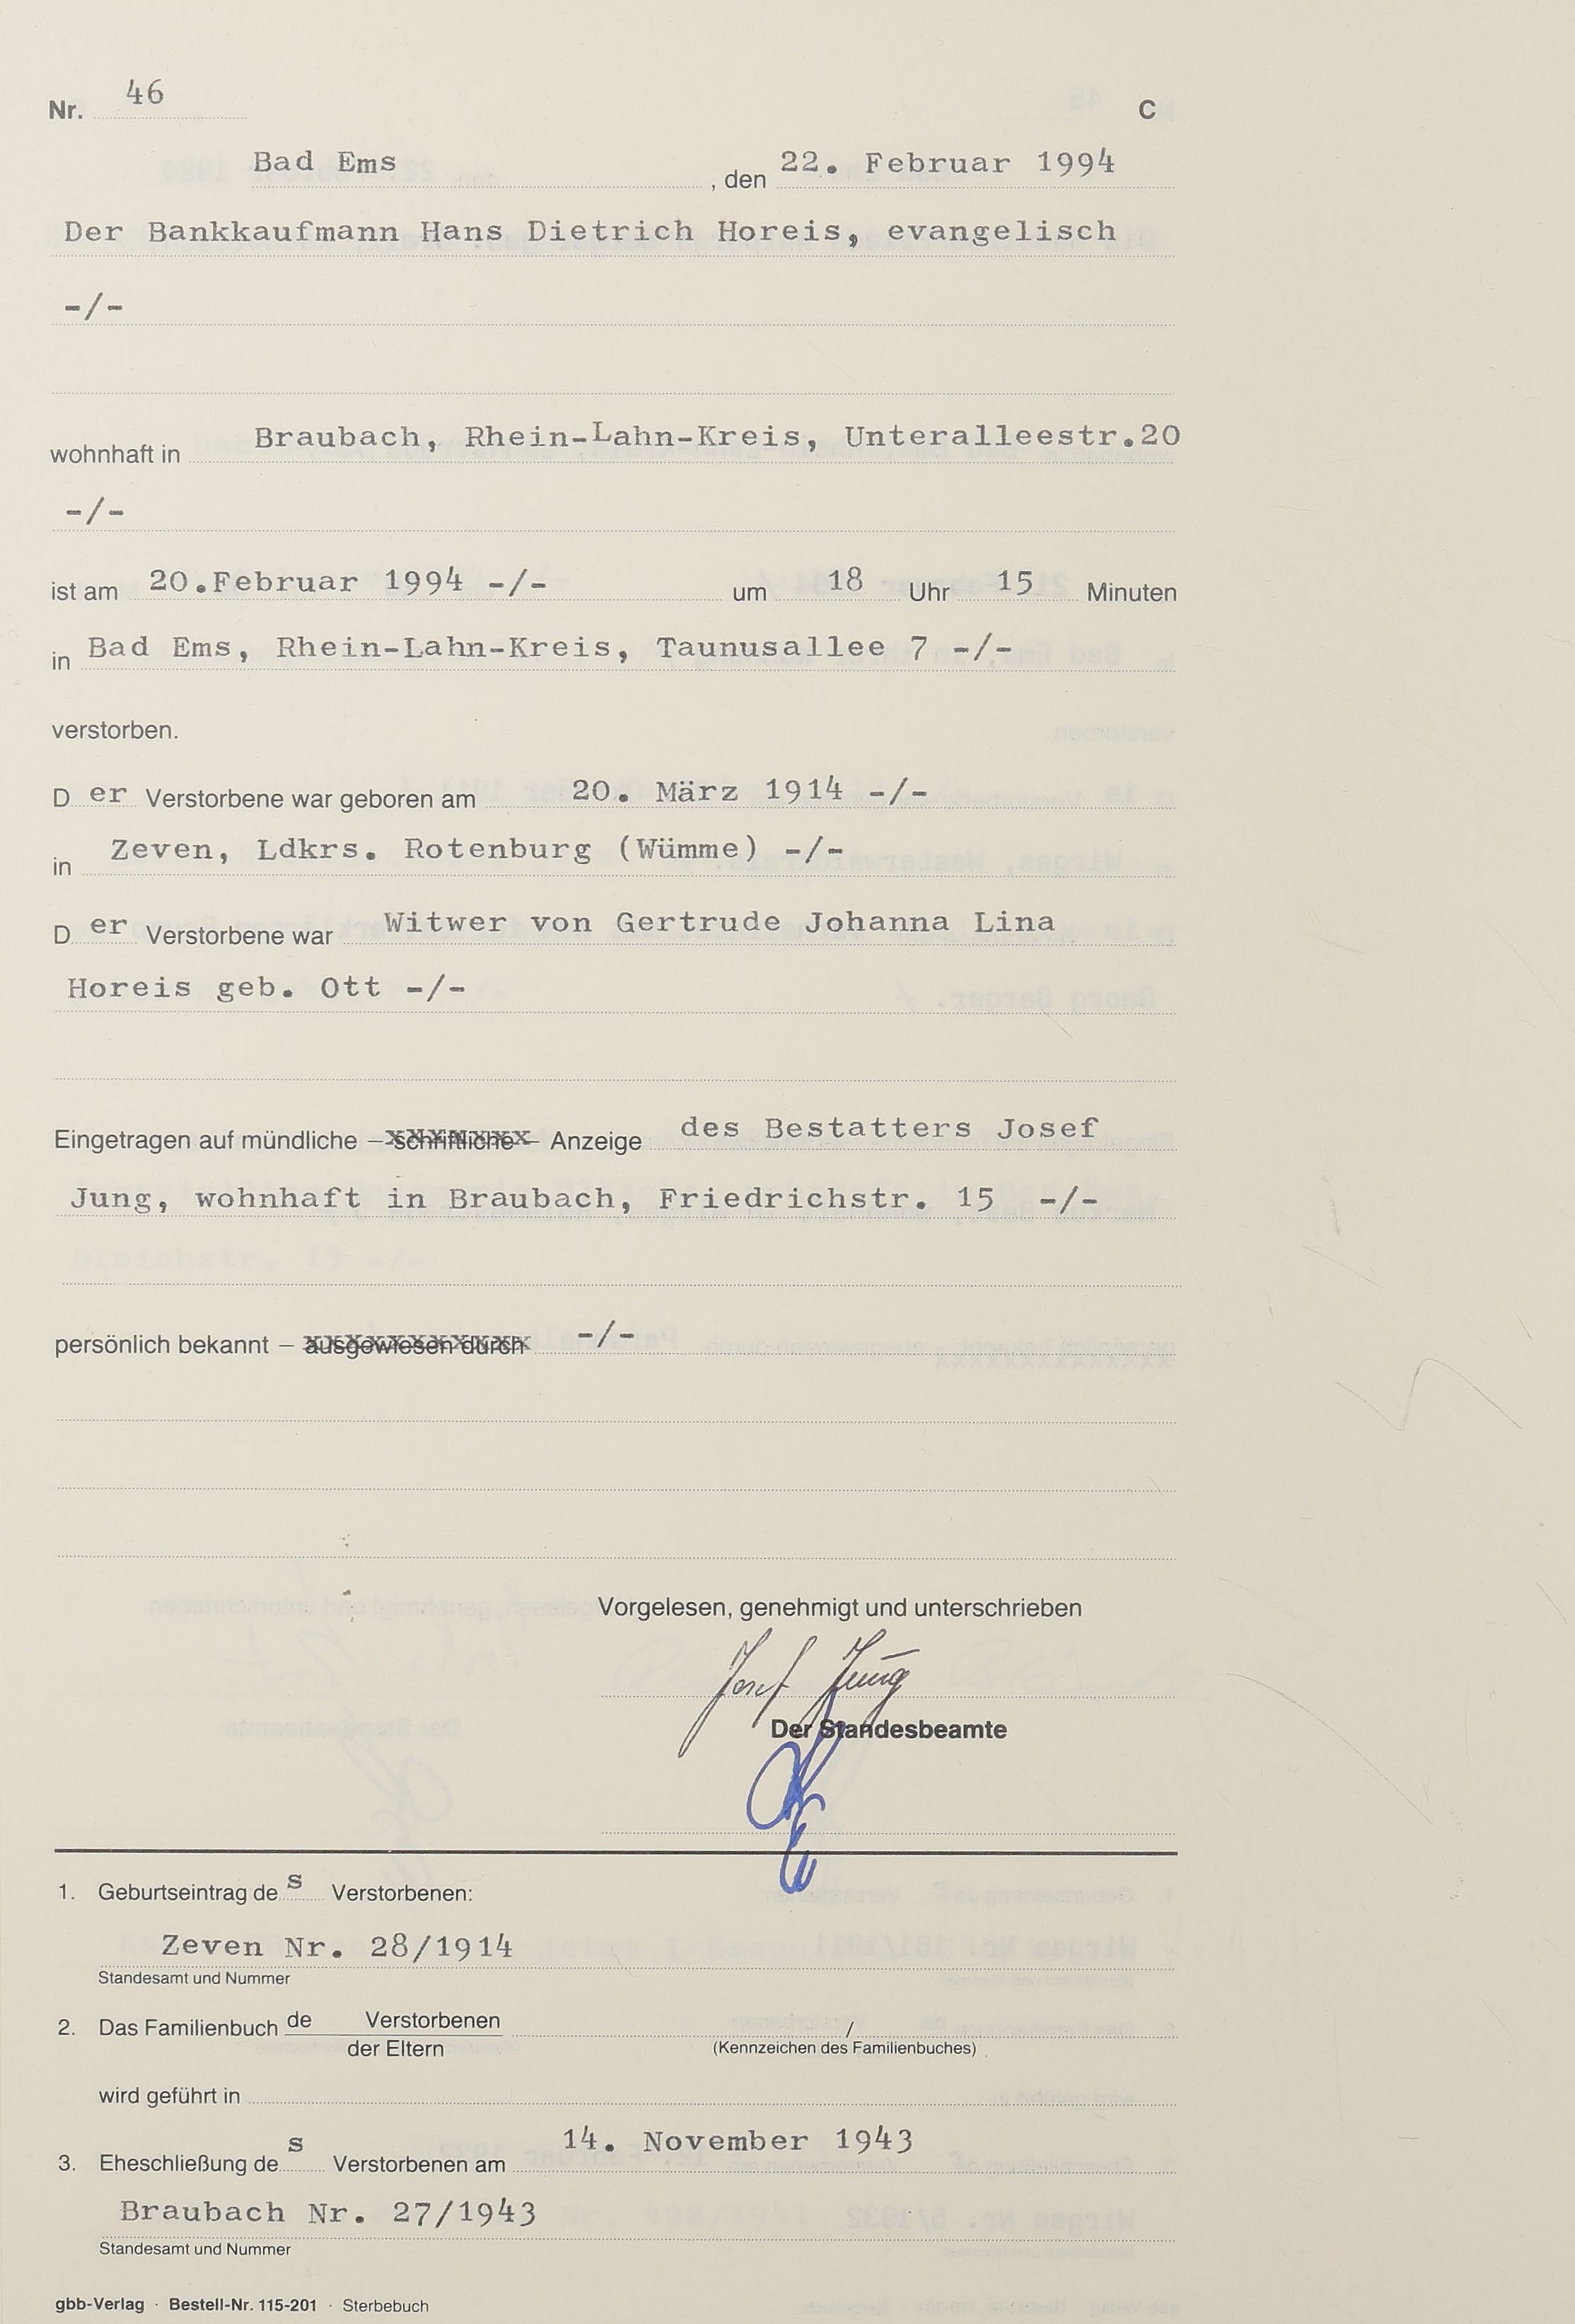 Nr. 46 C
Bad Ems , den 22. Februar 1994
Der Bankkaufmann Hans Dietrich Horeis, evangelisch
-/-
wohnhaft in Braubach, Rhein-Lahn-Kreis, Unteralleestr.20
-/-
ist am 20.Februar 1994 -/- um 18 Uhr 15 Minuten
in Bad Ems, Rhein-Lahn-Kreis, Taunusallee 7 -/-
verstorben.
D er Verstorbene war geboren am 20. März 1914 -/-
in Zeven, Ldkrs. Rotenburg (Wümme) -/-
D er Verstorbene war Witwer von Gertrude Johanna Lina
Horeis geb. Ott -/-
Eingetragen auf mündliche – schriftliche – Anzeige des Bestatters Josef
Jung, wohnhaft in Braubach, Friedrichstr. 15 -/-
persönlich bekannt – ausgewiesen durch -/-
Vorgelesen, genehmigt und unterschrieben
Josef Jung
Der Standesbeamte
1. Geburtseintrag de s Verstorbenen:
Zeven Nr. 28/1914
Standesamt und Nummer
2. Das Familienbuch de Verstorbenen /
der Eltern (Kennzeichen des Familienbuches)
wird geführt in
3. Eheschließung de s Verstorbenen am 14. November 1943
Braubach Nr. 27/1943
Standesamt und Nummer
gbb-Verlag · Bestell-Nr. 115-201 · Sterbebuch